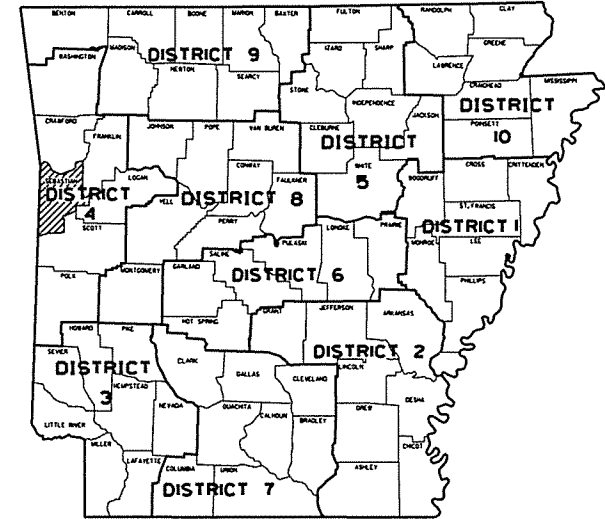 BENTON CARROLL BOONE MARION BAXTER FULTON RANDOLPH CLAY
MADISON IZARD SHARP GREENE
WASHINGTON DISTRICT 9 LAWRENCE
NEWTON SEARCY STONE CRAIGHEAD MISSISSIPPI
INDEPENDENCE DISTRICT
CRAWFORD JACKSON POINSETT
FRANKLIN JOHNSON POPE VAN BUREN CLEBURNE 10
DISTRICT
CONWAY WHITE CROSS CRITTENDEN
SEBASTIAN LOGAN FAULKNER 5 WOODRUFF
DISTRICT YELL DISTRICT 8
4 ST. FRANCIS
SCOTT PERRY LONOKE PRAIRIE DISTRICT 1
PULASKI MONROE LEE
SALINE
POLK MONTGOMERY GARLAND DISTRICT 6 PHILLIPS
GRANT JEFFERSON ARKANSAS
HOT SPRING
HOWARD PIKE
SEVIER CLARK DISTRICT 2
DISTRICT DALLAS LINCOLN
3 HEMPSTEAD CLEVELAND DESHA
NEVADA OUACHITA CALHOUN DREW
LITTLE RIVER BRADLEY
MILLER CHICOT
LAFAYETTE COLUMBIA UNION ASHLEY
DISTRICT 7